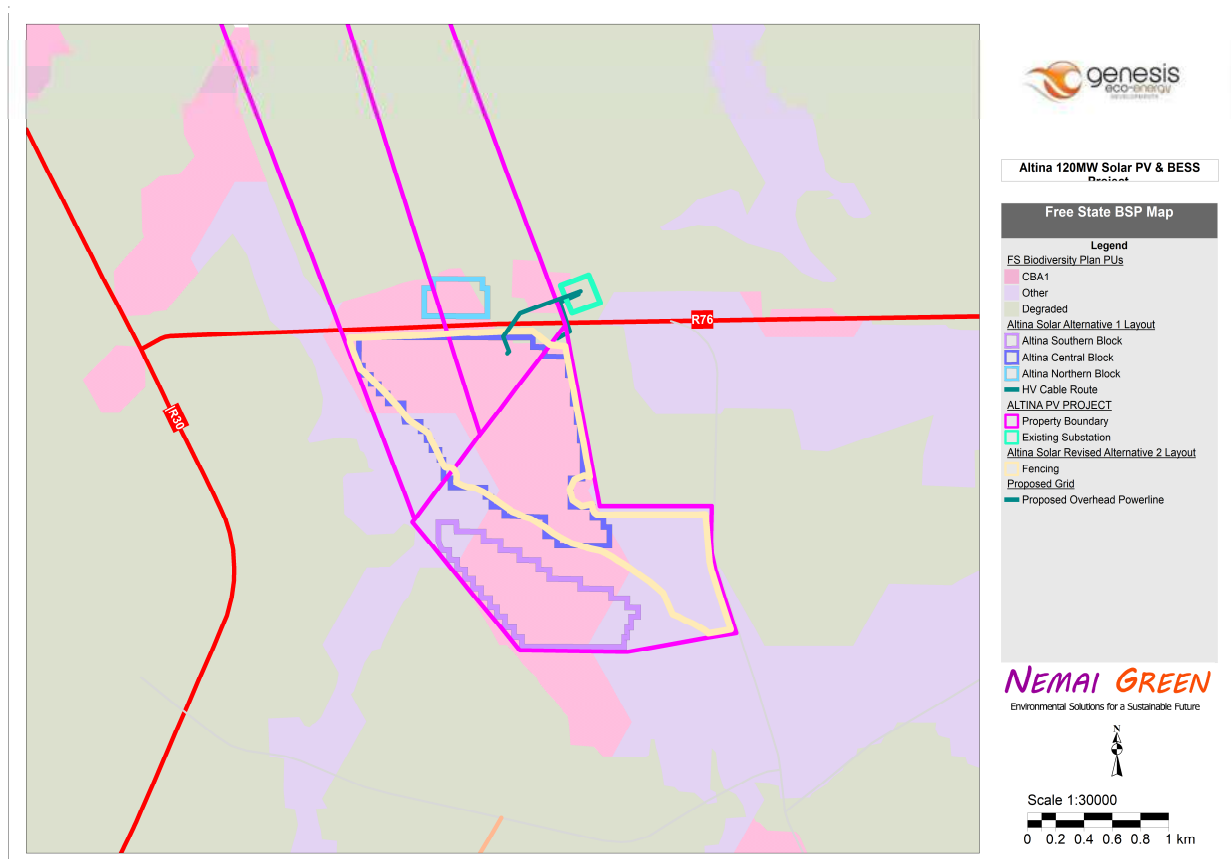 genesis
eco-energy
DEVELOPMENTS
Altina 120MW Solar PV & BESS
Project
Free State BSP Map
Legend
FS Biodiversity Plan PUs
CBA1
Other
Degraded
Altina Solar Alternative 1 Layout
Altina Southern Block
Altina Central Block
Altina Northern Block
HV Cable Route
ALTINA PV PROJECT
Property Boundary
Existing Substation
Altina Solar Revised Alternative 2 Layout
Fencing
Proposed Grid
Proposed Overhead Powerline
R76
R30
NEMAI GREEN
Environmental Solutions for a Sustainable Future
N
Scale 1:30000
0 0.2 0.4 0.6 0.8 1 km